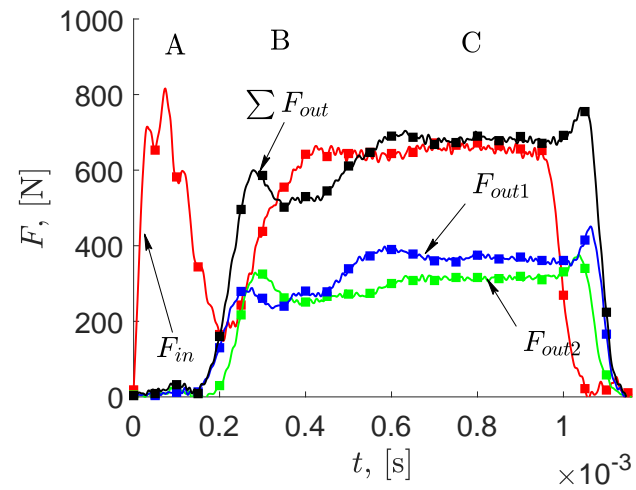 A
B
C
1000
800
600
400
200
0
F, [N]
∑ F_out
F_out1
F_in
F_out2
0
0.2
0.4
0.6
0.8
1
t, [s]
×10^-3